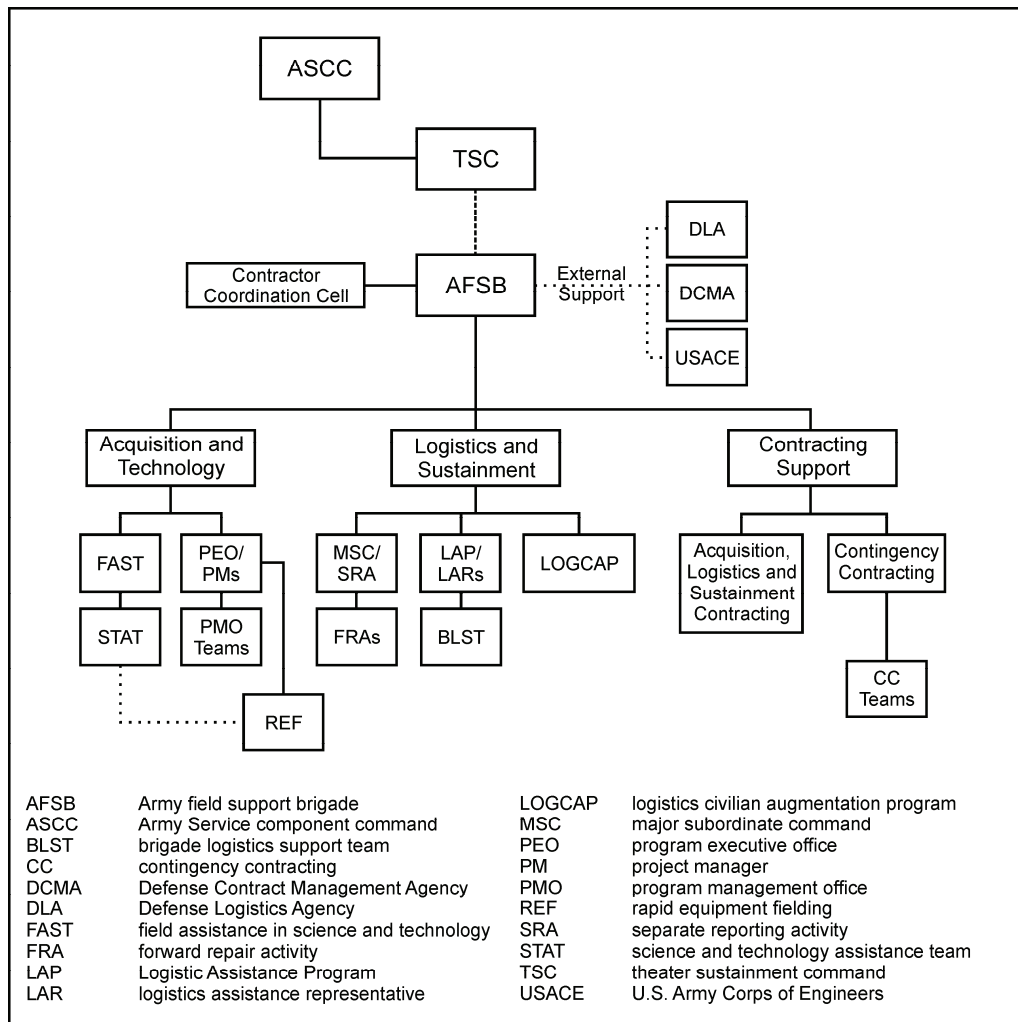 ASCC
TSC
DLA
Contractor
Coordination Cell
AFSB
External
Support
DCMA
USACE
Acquisition and
Technology
Logistics and
Sustainment
Contracting
Support
FAST
PEO/
PMs
MSC/
SRA
LAP/
LARs
LOGCAP
Acquisition,
Logistics and
Sustainment
Contracting
Contingency
Contracting
STAT
PMO
Teams
FRAs
BLST
CC
Teams
REF
AFSB Army field support brigade
ASCC Army Service component command
BLST brigade logistics support team
CC contingency contracting
DCMA Defense Contract Management Agency
DLA Defense Logistics Agency
FAST field assistance in science and technology
FRA forward repair activity
LAP Logistic Assistance Program
LAR logistics assistance representative
LOGCAP logistics civilian augmentation program
MSC major subordinate command
PEO program executive office
PM project manager
PMO program management office
REF rapid equipment fielding
SRA separate reporting activity
STAT science and technology assistance team
TSC theater sustainment command
USACE U.S. Army Corps of Engineers